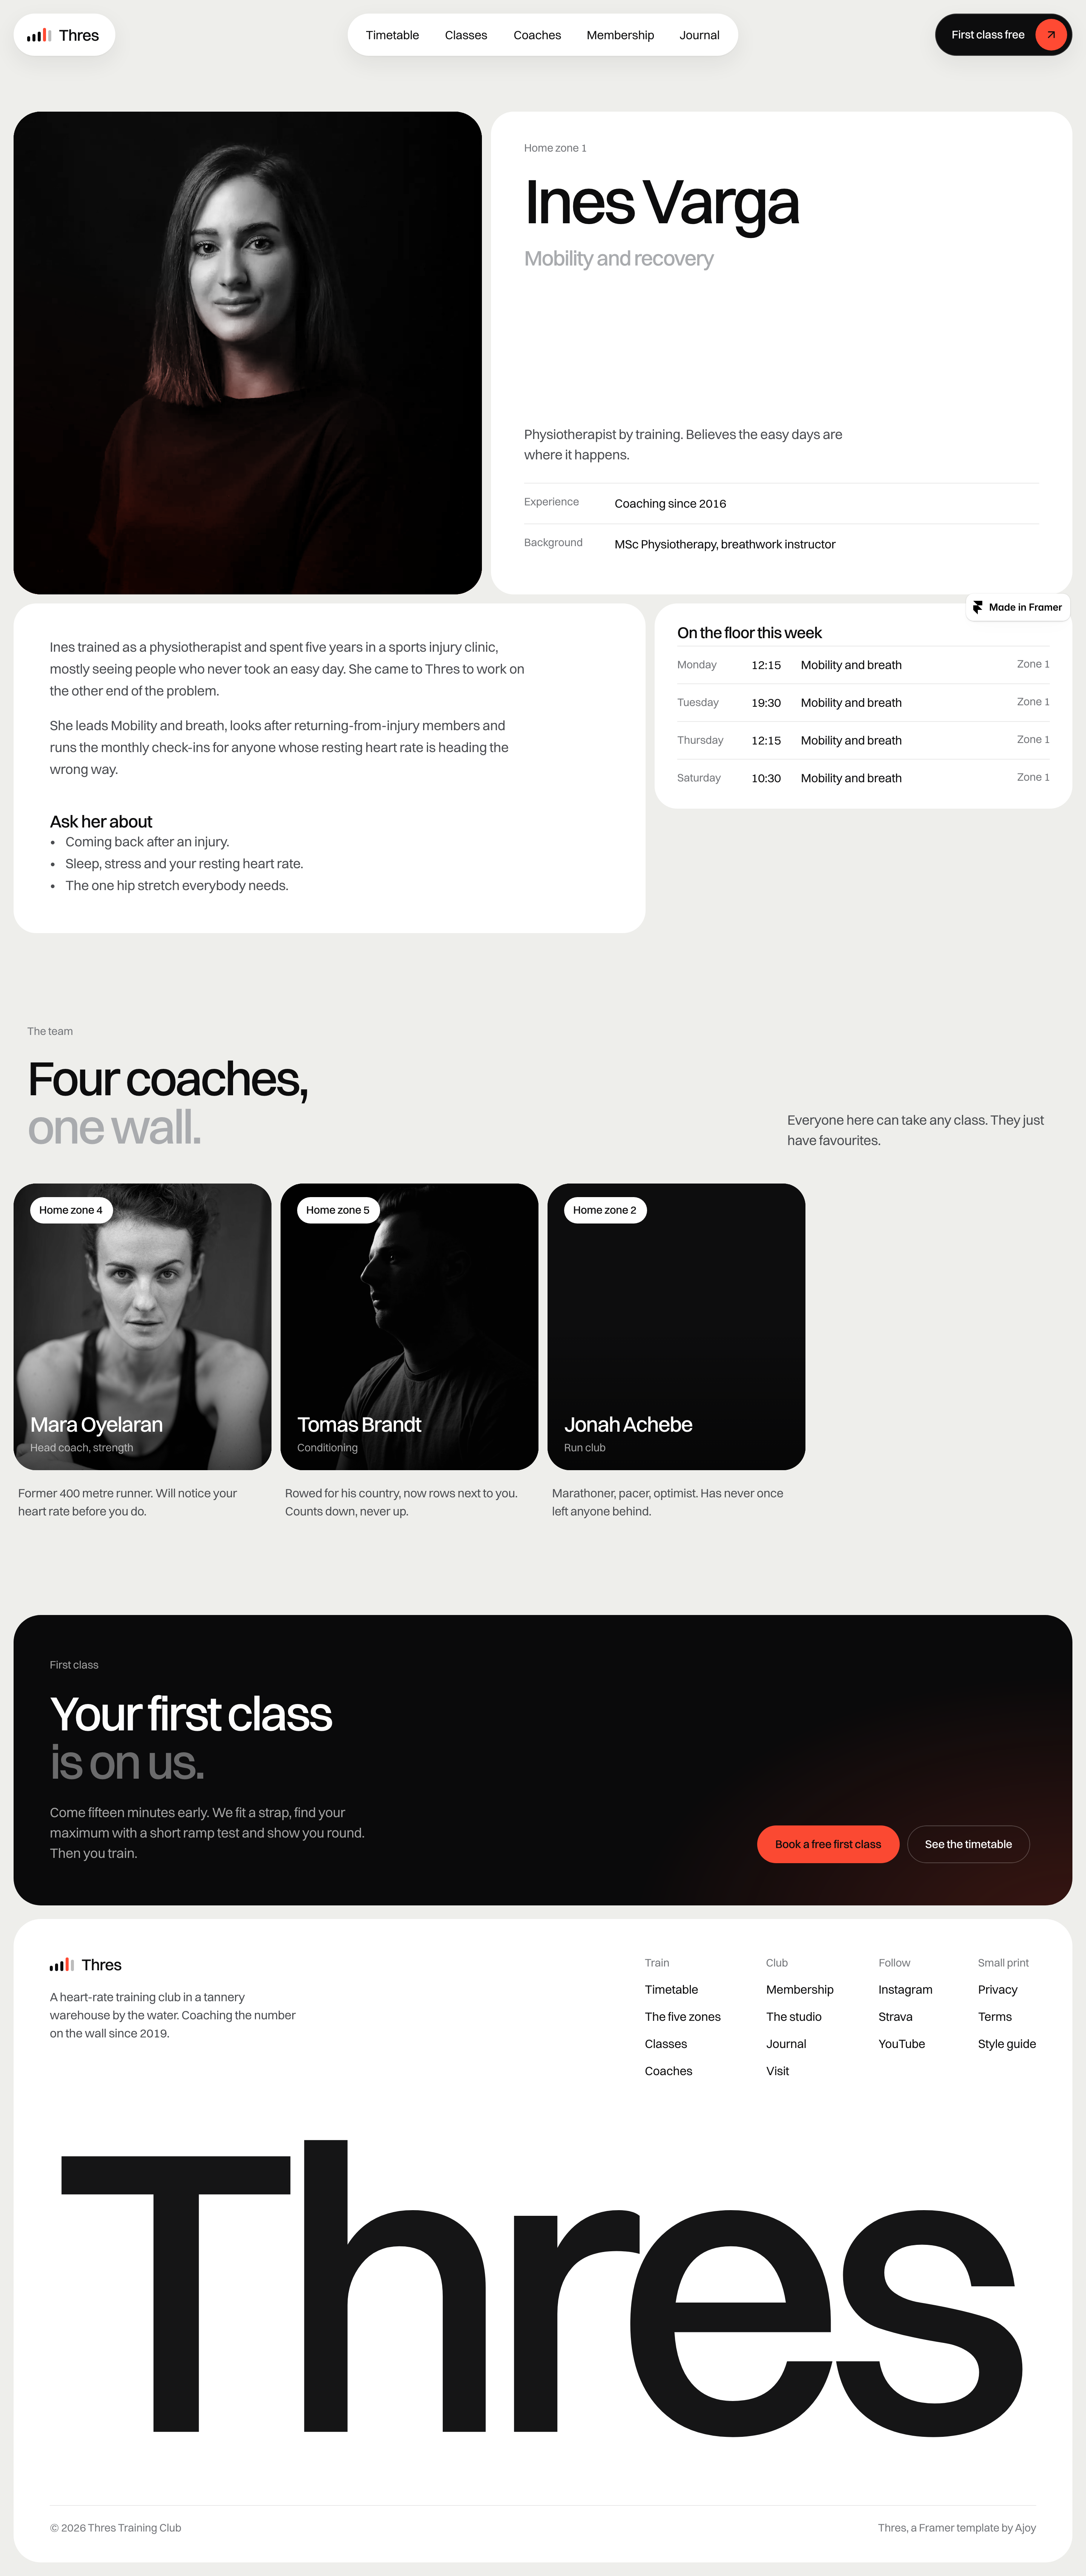 Thres
Timetable
Classes
Coaches
Membership
Journal
First class free
Home zone 1
Ines Varga
Mobility and recovery
Physiotherapist by training. Believes the easy days are
where it happens.
Experience
Coaching since 2016
Background
MSc Physiotherapy, breathwork instructor
Made in Framer
Ines trained as a physiotherapist and spent five years in a sports injury clinic,
mostly seeing people who never took an easy day. She came to Thres to work on
the other end of the problem.
She leads Mobility and breath, looks after returning-from-injury members and
runs the monthly check-ins for anyone whose resting heart rate is heading the
wrong way.
Ask her about
• Coming back after an injury.
• Sleep, stress and your resting heart rate.
• The one hip stretch everybody needs.
On the floor this week
Monday 12:15 Mobility and breath Zone 1
Tuesday 19:30 Mobility and breath Zone 1
Thursday 12:15 Mobility and breath Zone 1
Saturday 10:30 Mobility and breath Zone 1
The team
Four coaches,
one wall.
Everyone here can take any class. They just
have favourites.
Home zone 4
Mara Oyelaran
Head coach, strength
Former 400 metre runner. Will notice your
heart rate before you do.
Home zone 5
Tomas Brandt
Conditioning
Rowed for his country, now rows next to you.
Counts down, never up.
Home zone 2
Jonah Achebe
Run club
Marathoner, pacer, optimist. Has never once
left anyone behind.
First class
Your first class
is on us.
Come fifteen minutes early. We fit a strap, find your
maximum with a short ramp test and show you round.
Then you train.
Book a free first class
See the timetable
Thres
A heart-rate training club in a tannery
warehouse by the water. Coaching the number
on the wall since 2019.
Train
Timetable
The five zones
Classes
Coaches
Club
Membership
The studio
Journal
Visit
Follow
Instagram
Strava
YouTube
Small print
Privacy
Terms
Style guide
Thres
© 2026 Thres Training Club
Thres, a Framer template by Ajoy